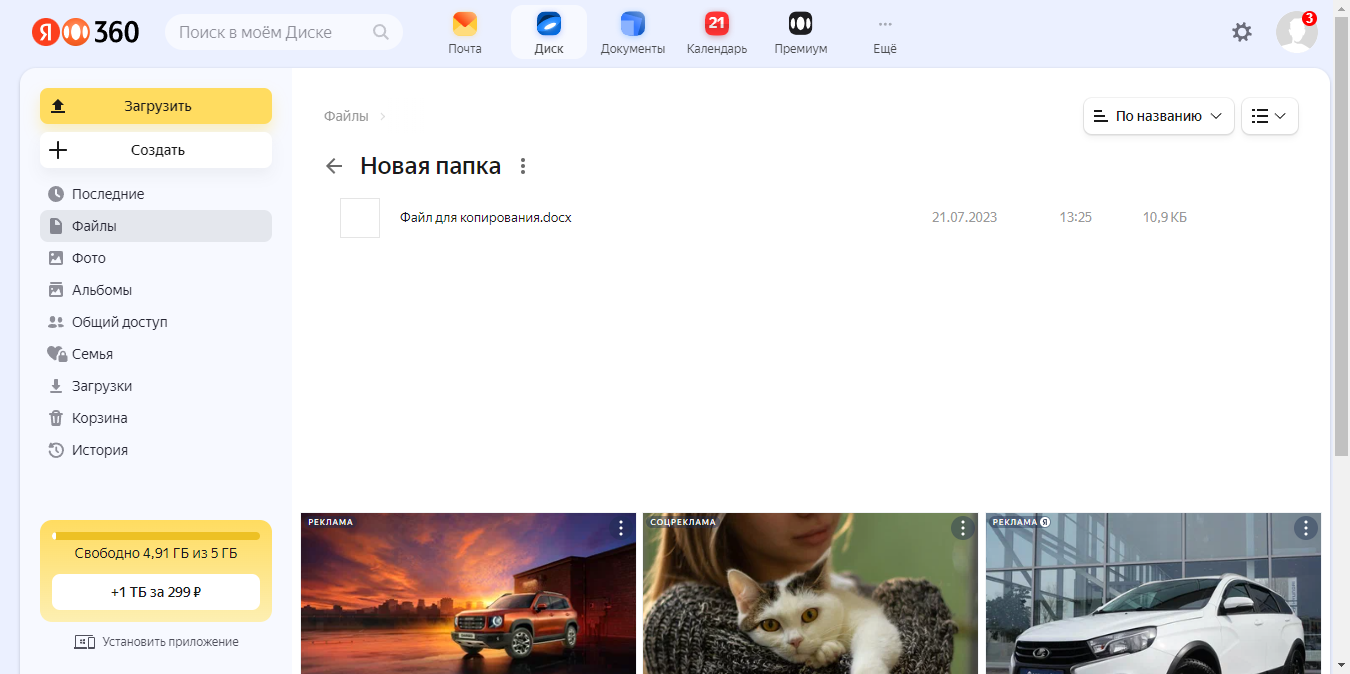 Я 360
Поиск в моём Диске
Почта
Диск
Документы
21
Календарь
Премиум
Ещё
3
Загрузить
Создать
Последние
Файлы
Фото
Альбомы
Общий доступ
Семья
Загрузки
Корзина
История
Свободно 4,91 ГБ из 5 ГБ
+1 ТБ за 299 ₽
Установить приложение
Файлы
По названию
Новая папка
Файл для копирования.docx 21.07.2023 13:25 10,9 КБ
РЕКЛАМА
СОЦРЕКЛАМА
РЕКЛАМА Я